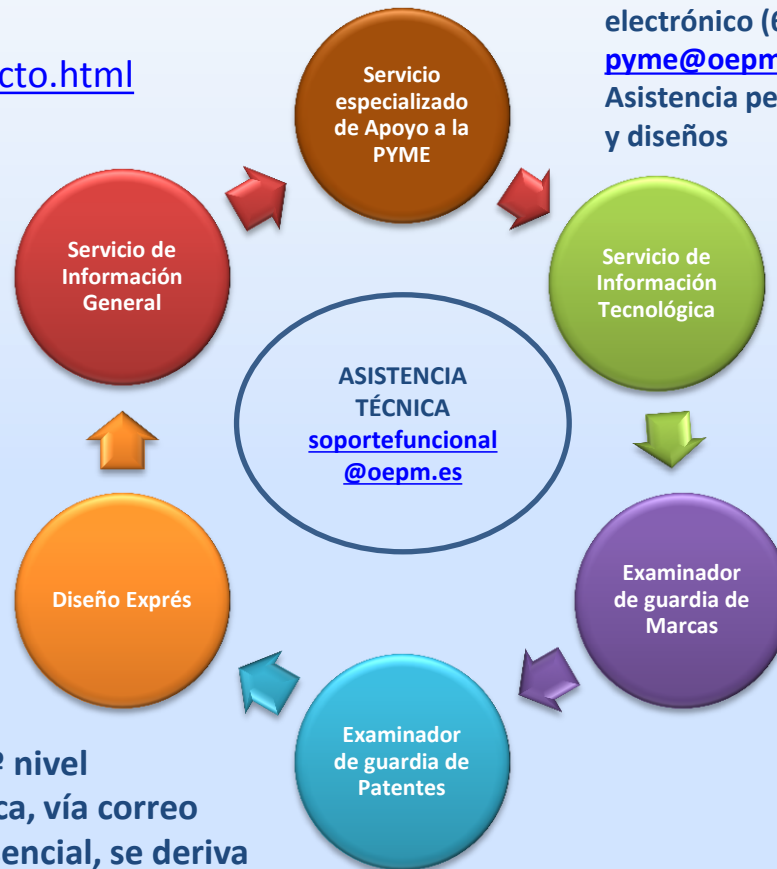 electrónico (6
cto.html
pyme@oepm
Asistencia pe
y diseños
Servicio
especializado
de Apoyo a la
PYME
Servicio de
Información
General
Servicio de
Información
Tecnológica
ASISTENCIA
TÉCNICA
soportefuncional
@oepm.es
Diseño Exprés
Examinador
de guardia de
Marcas
Examinador
de guardia de
Patentes
º nivel
ca, vía correo
encial, se deriva